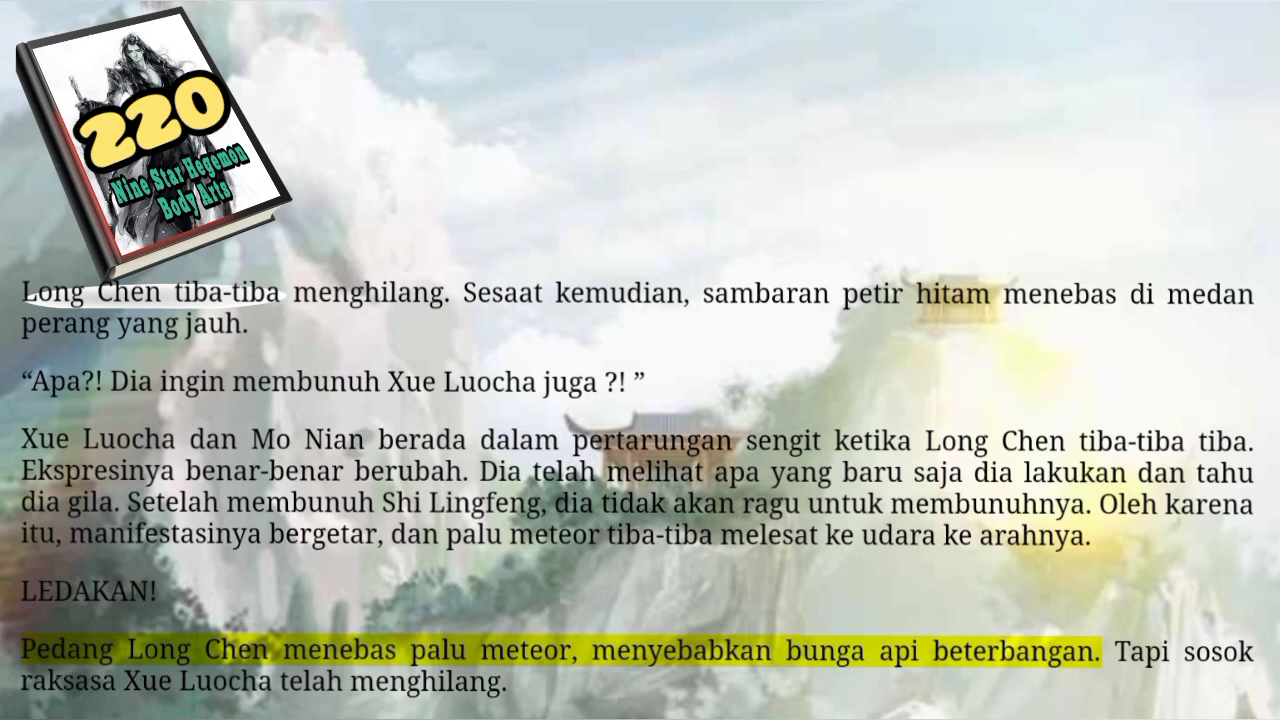 220
Nine Star Hegemon
Body Arts
Long Chen tiba-tiba menghilang. Sesaat kemudian, sambaran petir hitam menebas di medan
perang yang jauh.
“Apa?! Dia ingin membunuh Xue Luocha juga ?! ”
Xue Luocha dan Mo Nian berada dalam pertarungan sengit ketika Long Chen tiba-tiba tiba.
Ekspresinya benar-benar berubah. Dia telah melihat apa yang baru saja dia lakukan dan tahu
dia gila. Setelah membunuh Shi Lingfeng, dia tidak akan ragu untuk membunuhnya. Oleh karena
itu, manifestasinya bergetar, dan palu meteor tiba-tiba melesat ke udara ke arahnya.
LEDAKAN!
Pedang Long Chen menebas palu meteor, menyebabkan bunga api beterbangan. Tapi sosok
raksasa Xue Luocha telah menghilang.